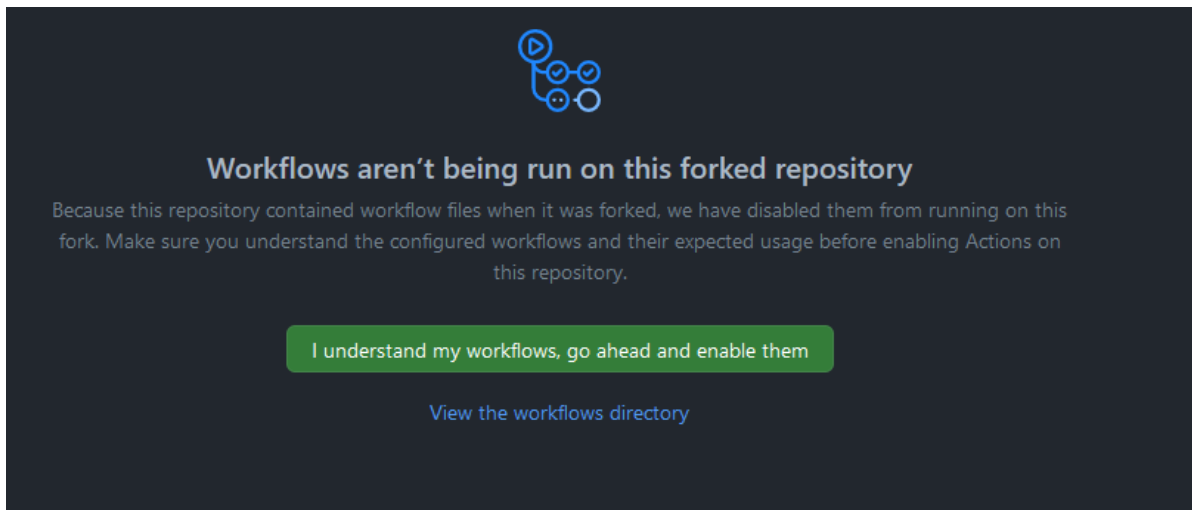 Workflows aren’t being run on this forked repository
Because this repository contained workflow files when it was forked, we have disabled them from running on this
fork. Make sure you understand the configured workflows and their expected usage before enabling Actions on
this repository.
I understand my workflows, go ahead and enable them
View the workflows directory